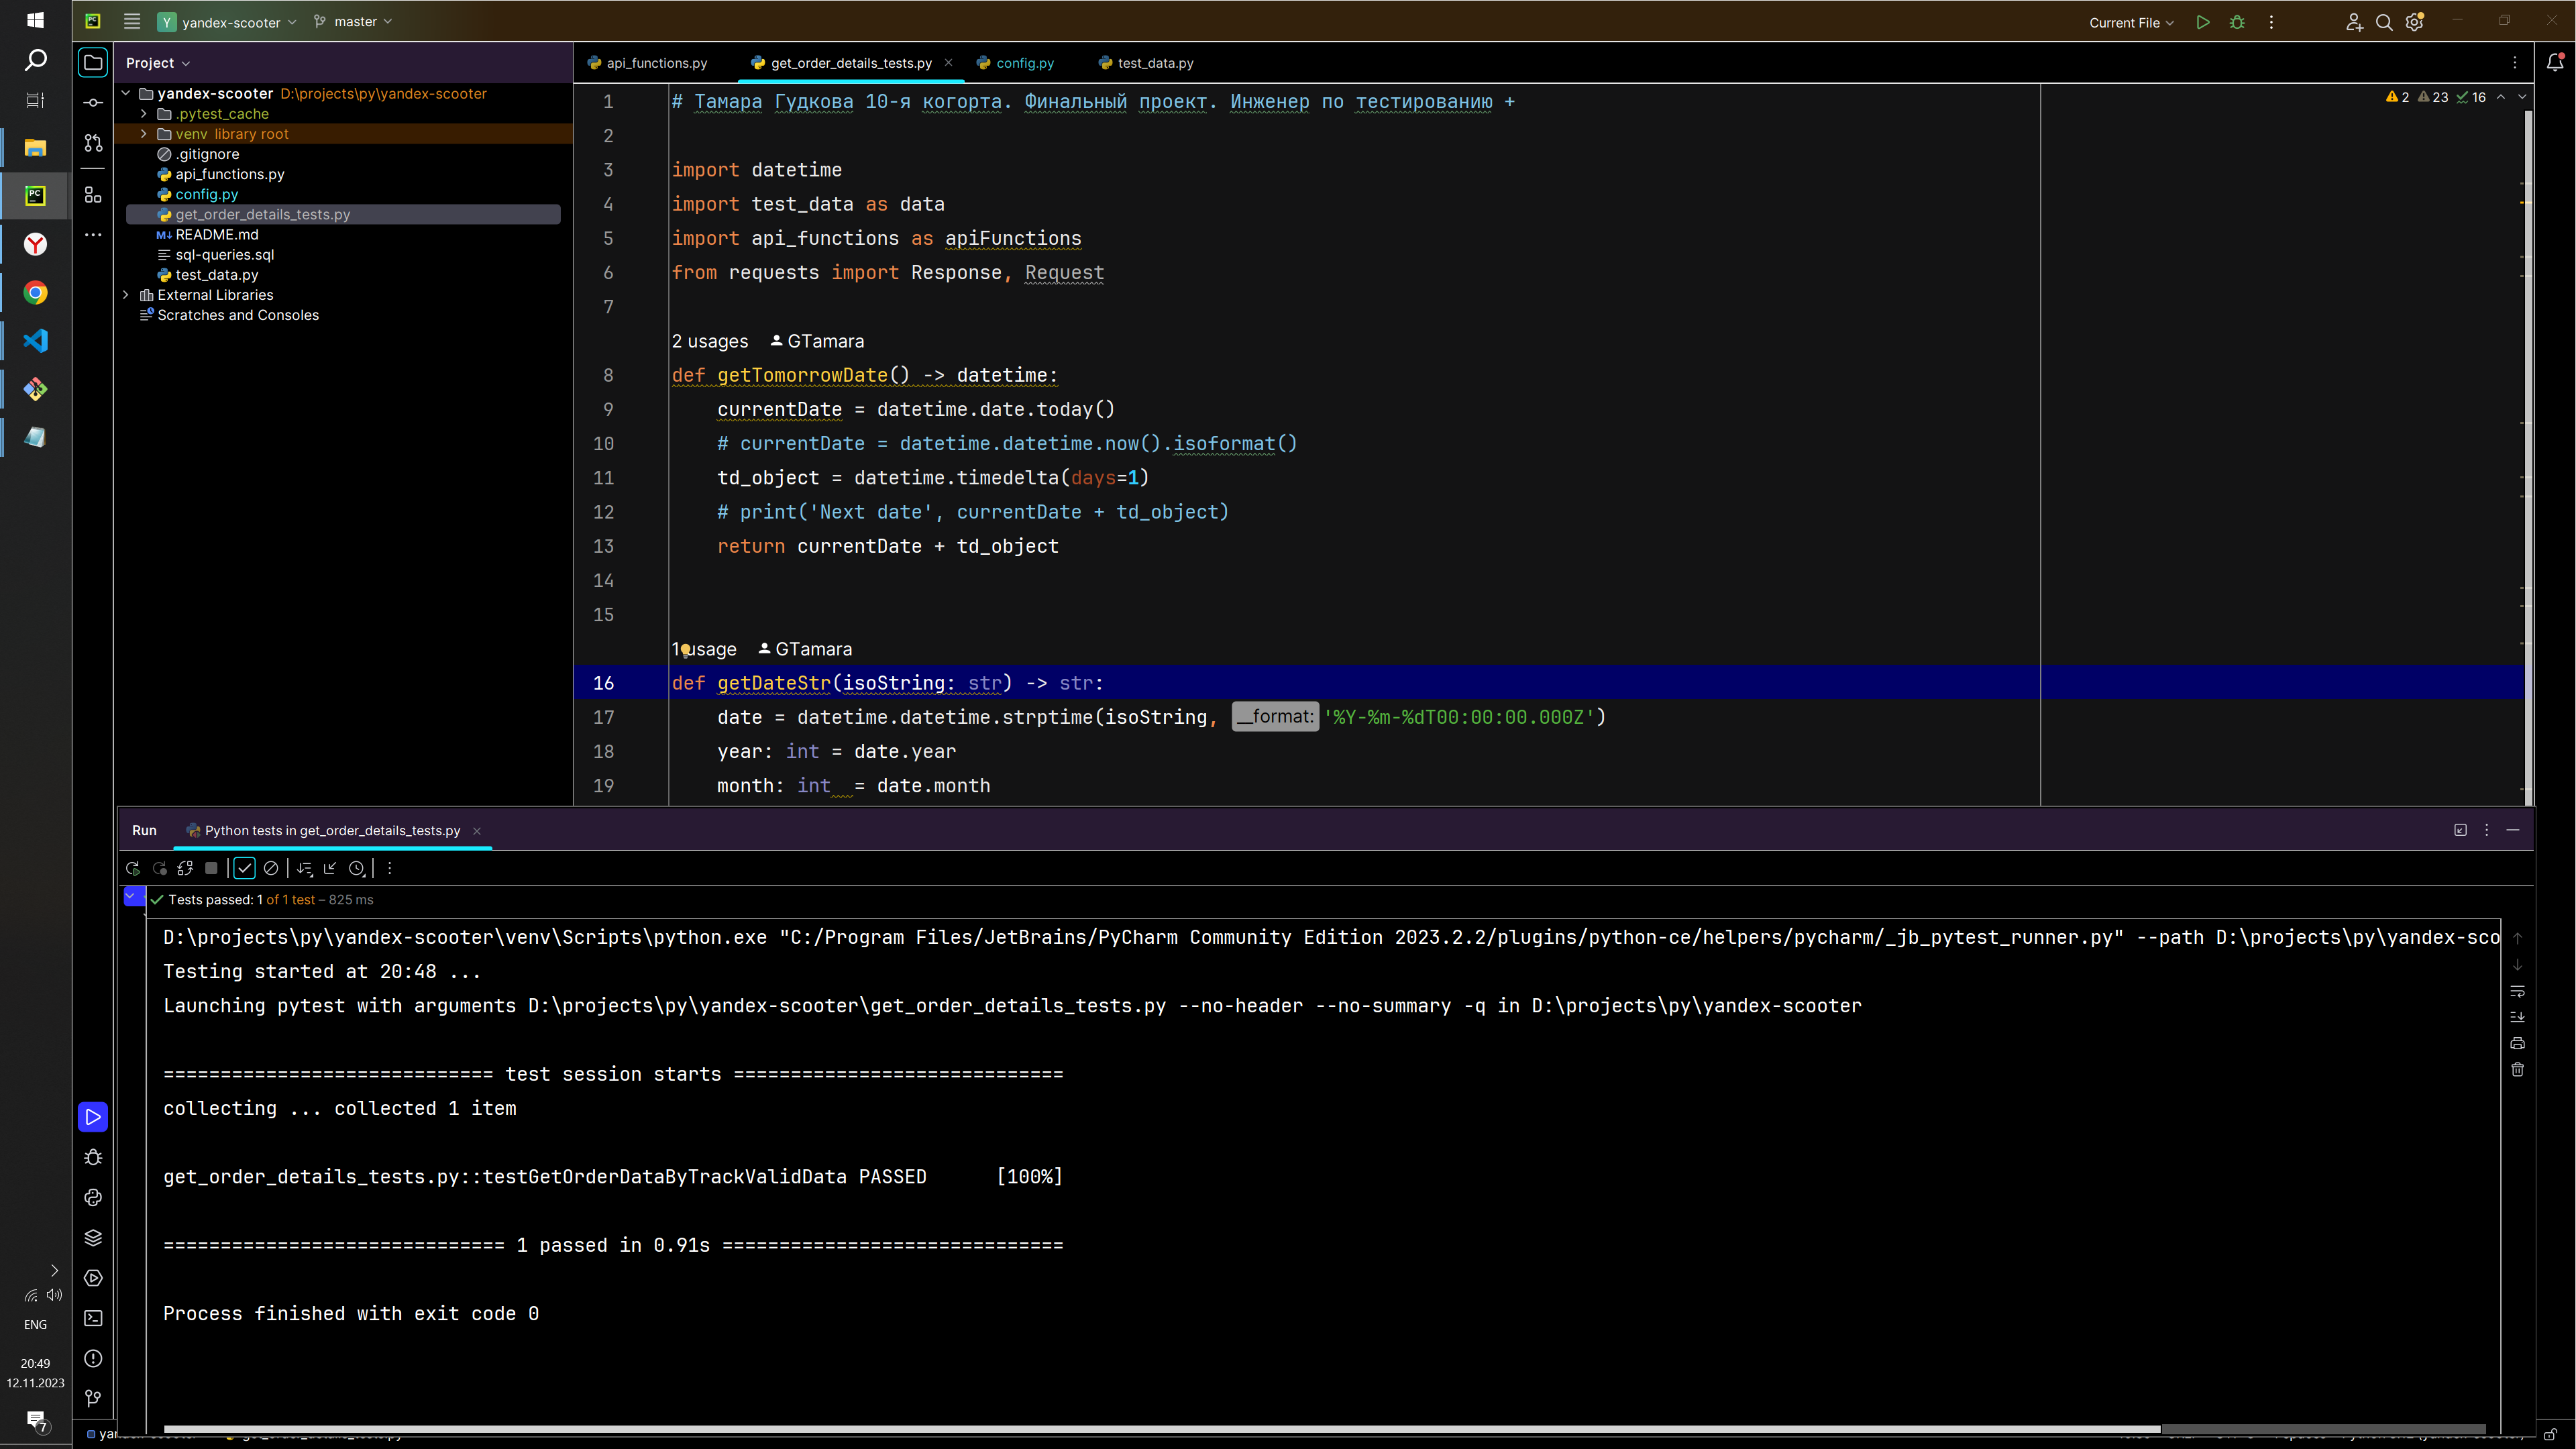 yandex-scooter
master
Current File
Project
yandex-scooter D:\projects\py\yandex-scooter
.pytest_cache
venv library root
.gitignore
api_functions.py
config.py
get_order_details_tests.py
README.md
sql-queries.sql
test_data.py
External Libraries
Scratches and Consoles
api_functions.py get_order_details_tests.py config.py test_data.py
2 23 16
1 # Тамара Гудкова 10-я когорта. Финальный проект. Инженер по тестированию +
2
3 import datetime
4 import test_data as data
5 import api_functions as apiFunctions
6 from requests import Response, Request
7
2 usages GTamara
8 def getTomorrowDate() -> datetime:
9 currentDate = datetime.date.today()
10 # currentDate = datetime.datetime.now().isoformat()
11 td_object = datetime.timedelta(days=1)
12 # print('Next date', currentDate + td_object)
13 return currentDate + td_object
14
15
1 usage GTamara
16 def getDateStr(isoString: str) -> str:
17 date = datetime.datetime.strptime(isoString, __format: '%Y-%m-%dT00:00:00.000Z')
18 year: int = date.year
19 month: int = date.month
Run Python tests in get_order_details_tests.py
Tests passed: 1 of 1 test – 825 ms
D:\projects\py\yandex-scooter\venv\Scripts\python.exe "C:/Program Files/JetBrains/PyCharm Community Edition 2023.2.2/plugins/python-ce/helpers/pycharm/_jb_pytest_runner.py" --path D:\projects\py\yandex-sco
Testing started at 20:48 ...
Launching pytest with arguments D:\projects\py\yandex-scooter\get_order_details_tests.py --no-header --no-summary -q in D:\projects\py\yandex-scooter
============================= test session starts =============================
collecting ... collected 1 item
get_order_details_tests.py::testGetOrderDataByTrackValidData PASSED [100%]
============================== 1 passed in 0.91s ==============================
Process finished with exit code 0
ENG
20:49
12.11.2023
7